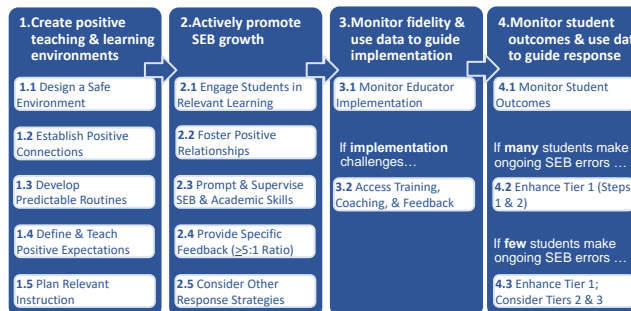 1.Create positive
teaching & learning
environments
1.1 Design a Safe
Environment
1.2 Establish Positive
Connections
1.3 Develop
Predictable Routines
1.4 Define & Teach
Positive Expectations
1.5 Plan Relevant
Instruction
2.Actively promote
SEB growth
2.1 Engage Students in
Relevant Learning
2.2 Foster Positive
Relationships
2.3 Prompt & Supervise
SEB & Academic Skills
2.4 Provide Specific
Feedback (≥5:1 Ratio)
2.5 Consider Other
Response Strategies
3.Monitor fidelity &
use data to guide
implementation
3.1 Monitor Educator
Implementation
If implementation
challenges…
3.2 Access Training,
Coaching, & Feedback
4.Monitor student
outcomes & use dat
to guide response
4.1 Monitor Student
Outcomes
If many students make
ongoing SEB errors …
4.2 Enhance Tier 1 (Steps
1 & 2)
If few students make
ongoing SEB errors …
4.3 Enhance Tier 1;
Consider Tiers 2 & 3